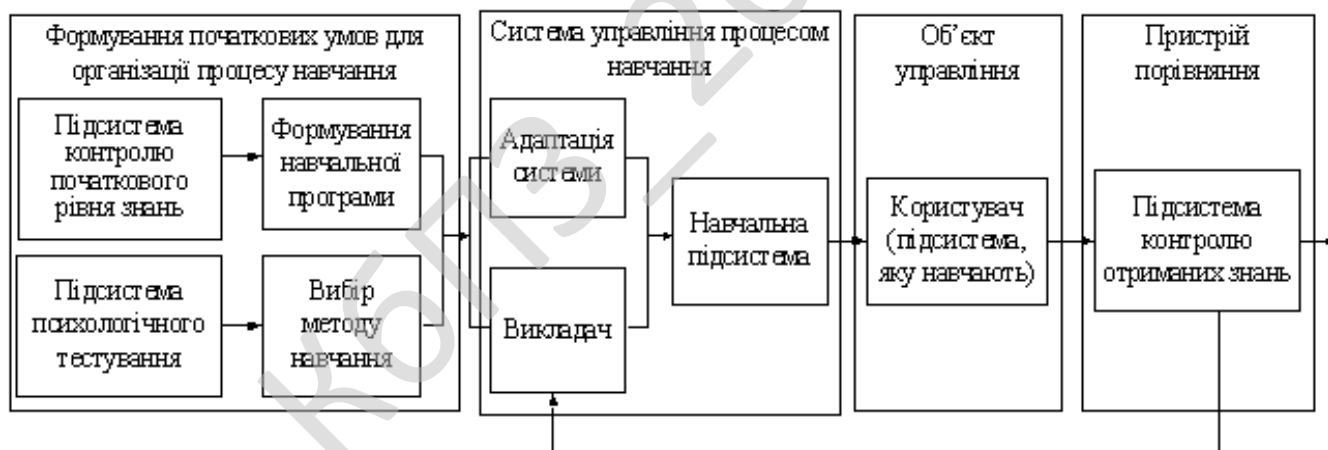 Формування початкових умов для
організації процесу навчання
Підсистема
контролю
початкового
рівня знань
Формування
навчальної
програми
Підсистема
психологічного
тестування
Вибір
методу
навчання
Система управління процесом
навчання
Адаптація
системи
Викладач
Навчальна
підсистема
Об’єкт
управління
Користувач
(підсистема,
яку навчають)
Пристрій
порівняння
Підсистема
контролю
отриманих знань